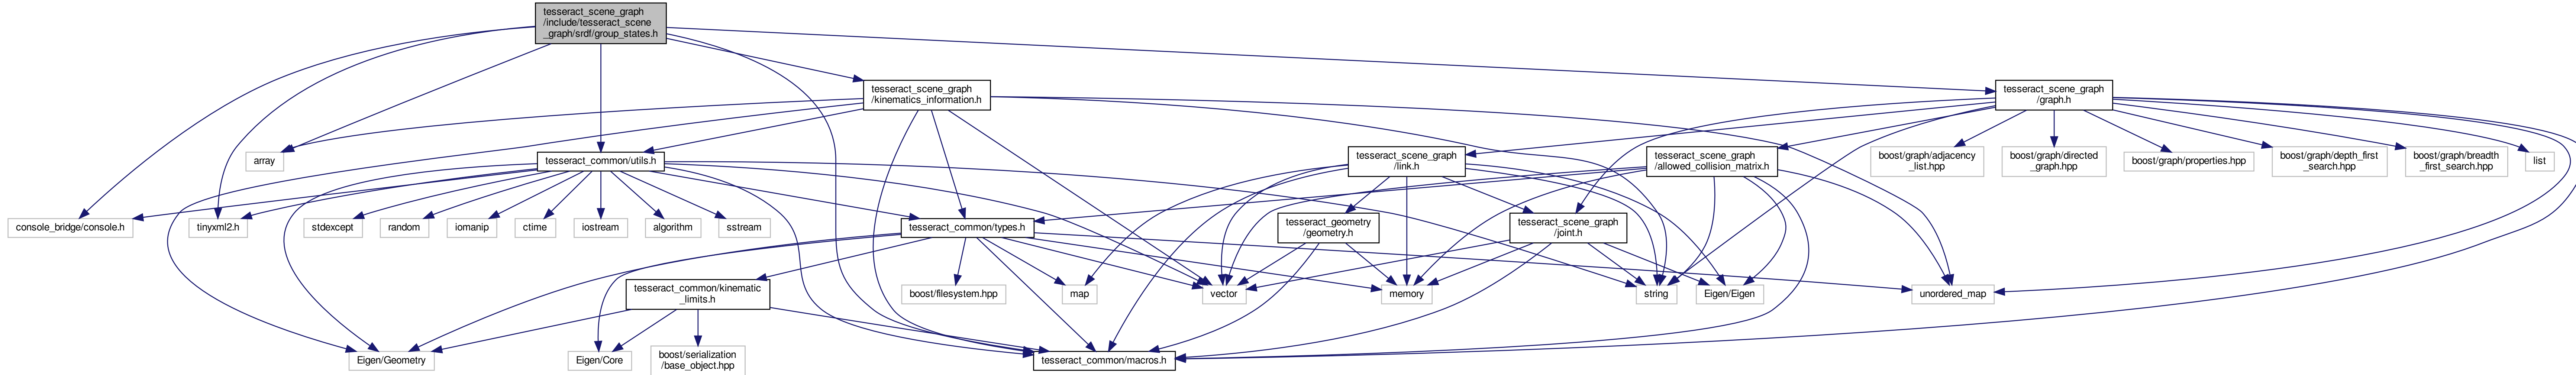 tesseract_scene_graph
/include/tesseract_scene
_graph/srdf/group_states.h
tesseract_scene_graph
/kinematics_information.h
tesseract_scene_graph
/graph.h
array
tesseract_common/utils.h
tesseract_scene_graph
/link.h
tesseract_scene_graph
/allowed_collision_matrix.h
boost/graph/adjacency
_list.hpp
boost/graph/directed
_graph.hpp
boost/graph/properties.hpp
boost/graph/depth_first
_search.hpp
boost/graph/breadth
_first_search.hpp
list
console_bridge/console.h
tinyxml2.h
stdexcept
random
iomanip
ctime
iostream
algorithm
sstream
tesseract_common/types.h
tesseract_geometry
/geometry.h
tesseract_scene_graph
/joint.h
tesseract_common/kinematic
_limits.h
boost/filesystem.hpp
map
vector
memory
string
Eigen/Eigen
unordered_map
Eigen/Geometry
Eigen/Core
boost/serialization
/base_object.hpp
tesseract_common/macros.h